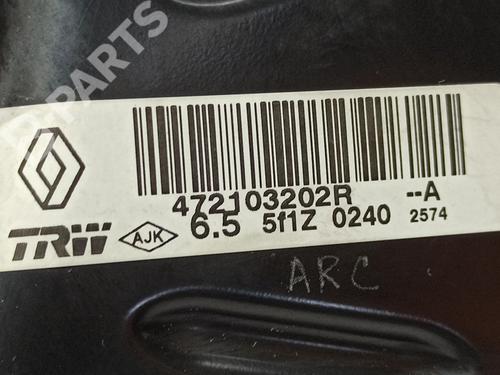 PARTS
472103202R --A
TRW AJK 6.5 5f1Z 0240 2574
ARC